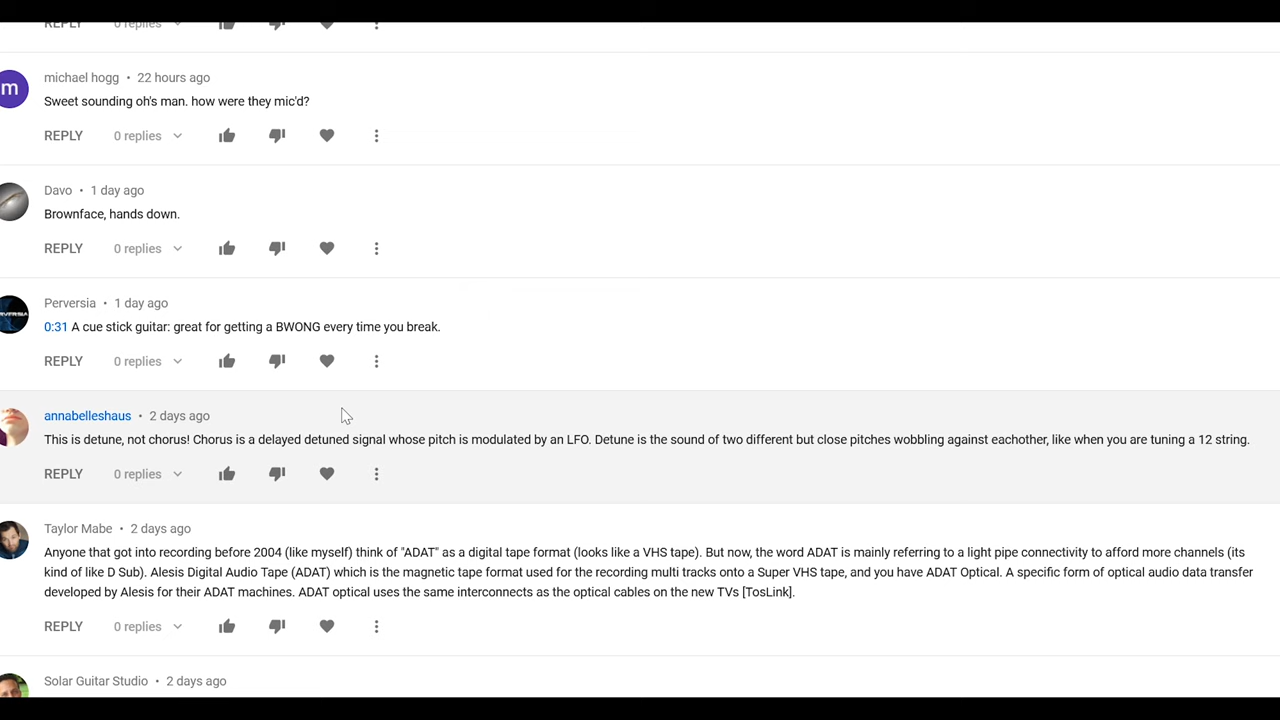 REPLY 0 replies
michael hogg • 22 hours ago
m
Sweet sounding oh's man. how were they mic'd?
REPLY 0 replies
Davo • 1 day ago
Brownface, hands down.
REPLY 0 replies
Perversia • 1 day ago
0:31 A cue stick guitar: great for getting a BWONG every time you break.
REPLY 0 replies
annabelleshaus • 2 days ago
This is detune, not chorus! Chorus is a delayed detuned signal whose pitch is modulated by an LFO. Detune is the sound of two different but close pitches wobbling against eachother, like when you are tuning a 12 string.
REPLY 0 replies
Taylor Mabe • 2 days ago
Anyone that got into recording before 2004 (like myself) think of "ADAT" as a digital tape format (looks like a VHS tape). But now, the word ADAT is mainly referring to a light pipe connectivity to afford more channels (its
kind of like D Sub). Alesis Digital Audio Tape (ADAT) which is the magnetic tape format used for the recording multi tracks onto a Super VHS tape, and you have ADAT Optical. A specific form of optical audio data transfer
developed by Alesis for their ADAT machines. ADAT optical uses the same interconnects as the optical cables on the new TVs [TosLink].
REPLY 0 replies
Solar Guitar Studio • 2 days ago